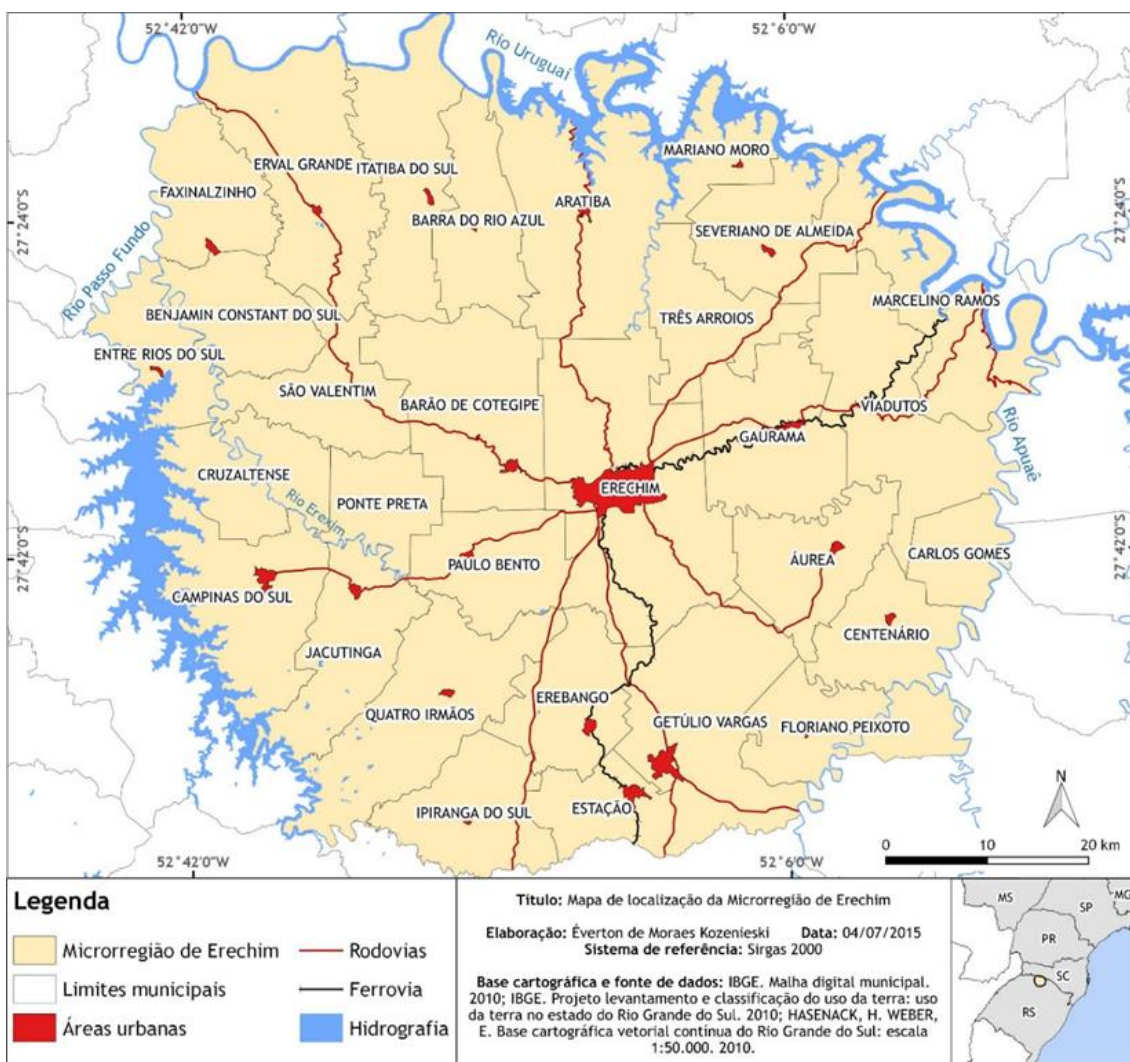 52°42'0"W
52°6'0"W
Rio Uruguai
MARIANO MORO
ERVAL GRANDE
ITATIBA DO SUL
FAXINALZINHO
ARATIBA
27°24'0"S
27°24'0"S
BARRA DO RIO AZUL
SEVERIANO DE ALMEIDA
Rio Passo Fundo
MARCELINO RAMOS
BENJAMIN CONSTANT DO SUL
TRÊS ARROIOS
ENTRE RIOS DO SUL
SÃO VALENTIM
BARÃO DE COTEGIPE
VIADUTOS
GAURAMA
Rio Apuaê
CRUZALTENSE
ERECHIM
PONTE PRETA
Rio Erexim
27°42'0"S
27°42'0"S
PAULO BENTO
ÁUREA
CARLOS GOMES
CAMPINAS DO SUL
CENTENÁRIO
JACUTINGA
QUATRO IRMÃOS
EREBANGO
GETÚLIO VARGAS
FLORIANO PEIXOTO
N
IPIRANGA DO SUL
ESTAÇÃO
0 10 20 km
52°42'0"W
52°6'0"W
Legenda
Microrregião de Erechim
Limites municipais
Áreas urbanas
Rodovias
Ferrovia
Hidrografia
Título: Mapa de localização da Microrregião de Erechim
Elaboração: Éverton de Moraes Kozenieski Data: 04/07/2015
Sistema de referência: Sirgas 2000
Base cartográfica e fonte de dados: IBGE. Malha digital municipal.
2010; IBGE. Projeto levantamento e classificação do uso da terra: uso
da terra no estado do Rio Grande do Sul. 2010; HASENACK, H. WEBER,
E. Base cartográfica vetorial contínua do Rio Grande do Sul: escala
1:50.000. 2010.
MS
SP
MG
PR
SC
RS